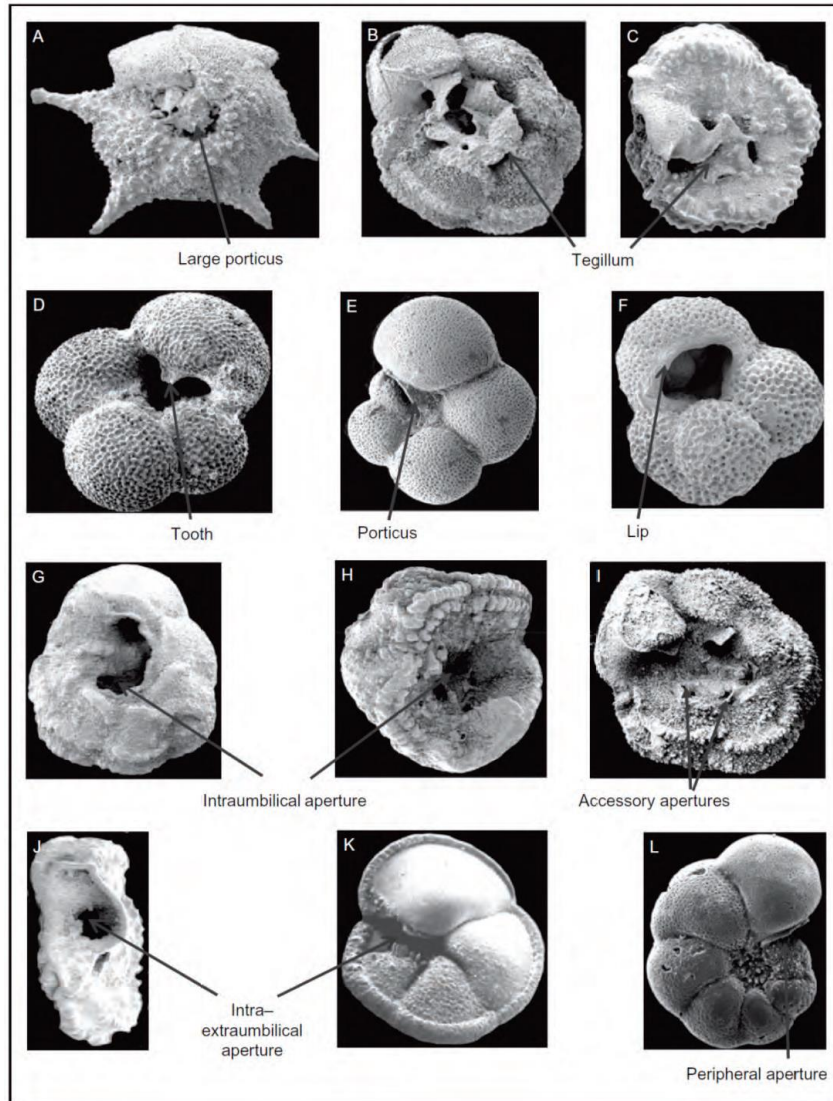 A
B
C
Large porticus
Tegillum
D
E
F
Tooth
Porticus
Lip
G
H
I
Intraumbilical aperture
Accessory apertures
J
K
L
Intra–
extraumbilical
aperture
Peripheral aperture